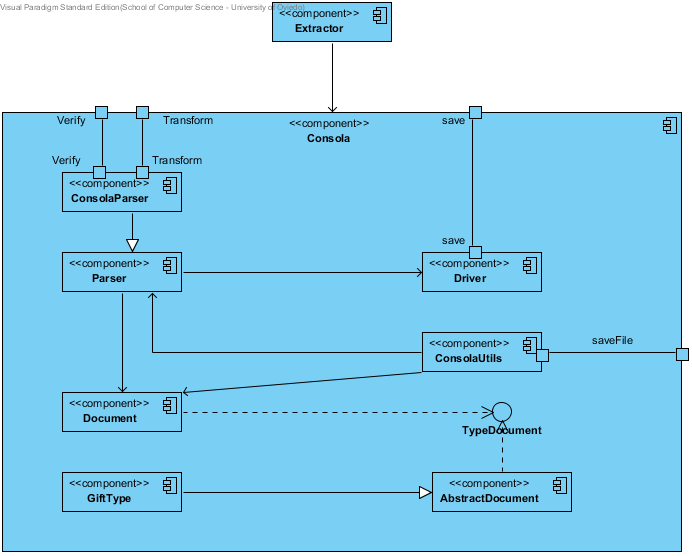 Visual Paradigm Standard Edition(School of Computer Science - University of Oviedo)
<<component>>
Extractor
<<component>>
Consola
Verify
Transform
save
Verify
Transform
<<component>>
ConsolaParser
save
<<component>>
Parser
<<component>>
Driver
<<component>>
ConsolaUtils
saveFile
<<component>>
Document
TypeDocument
<<component>>
GiftType
<<component>>
AbstractDocument